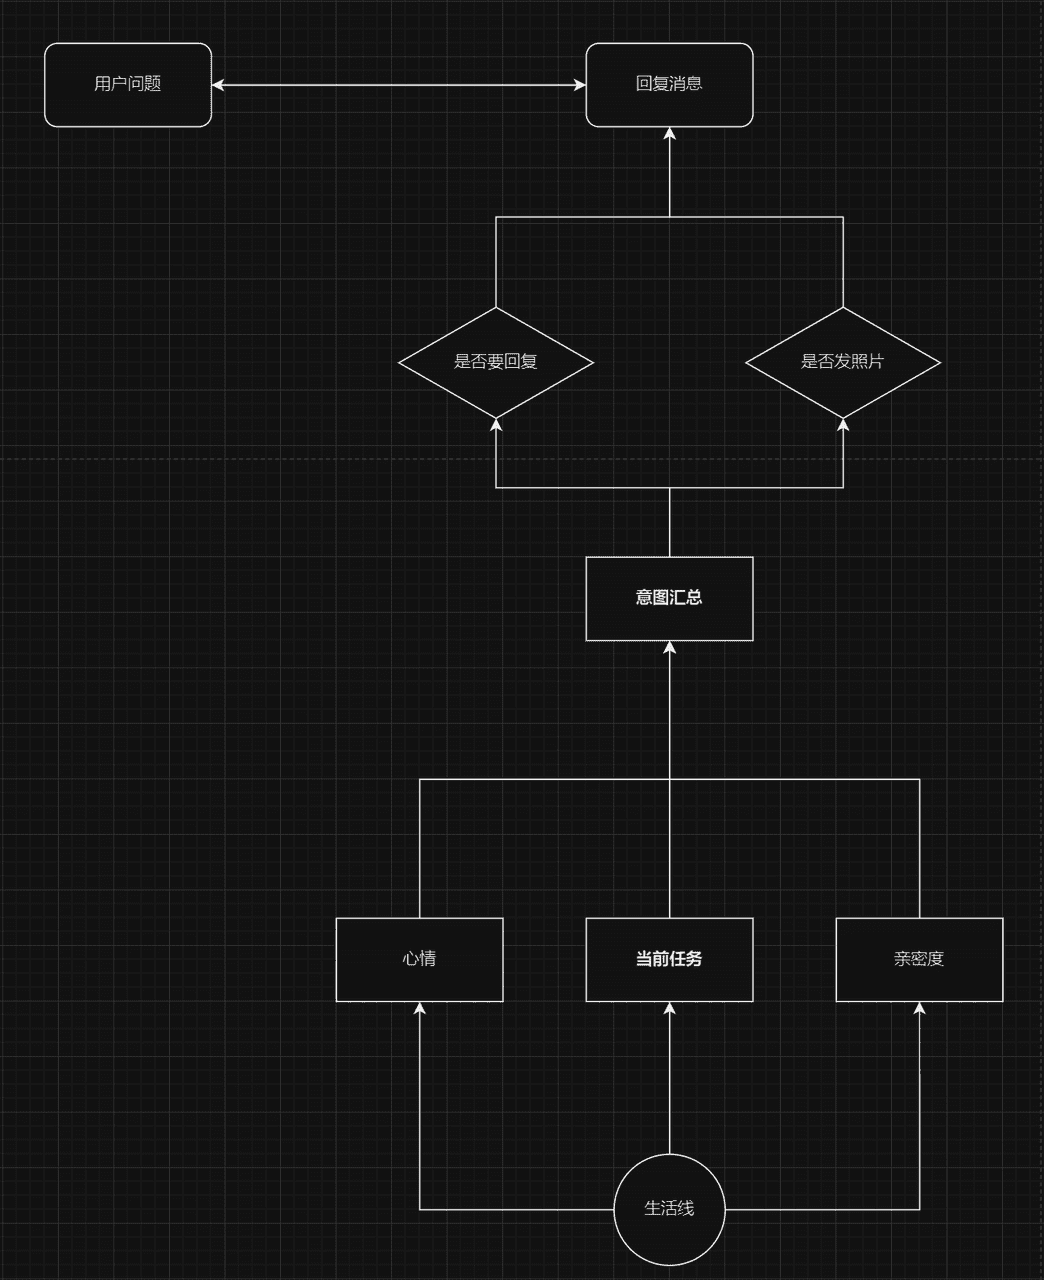 用户问题
回复消息
是否要回复
是否发照片
意图汇总
心情
当前任务
亲密度
生活线